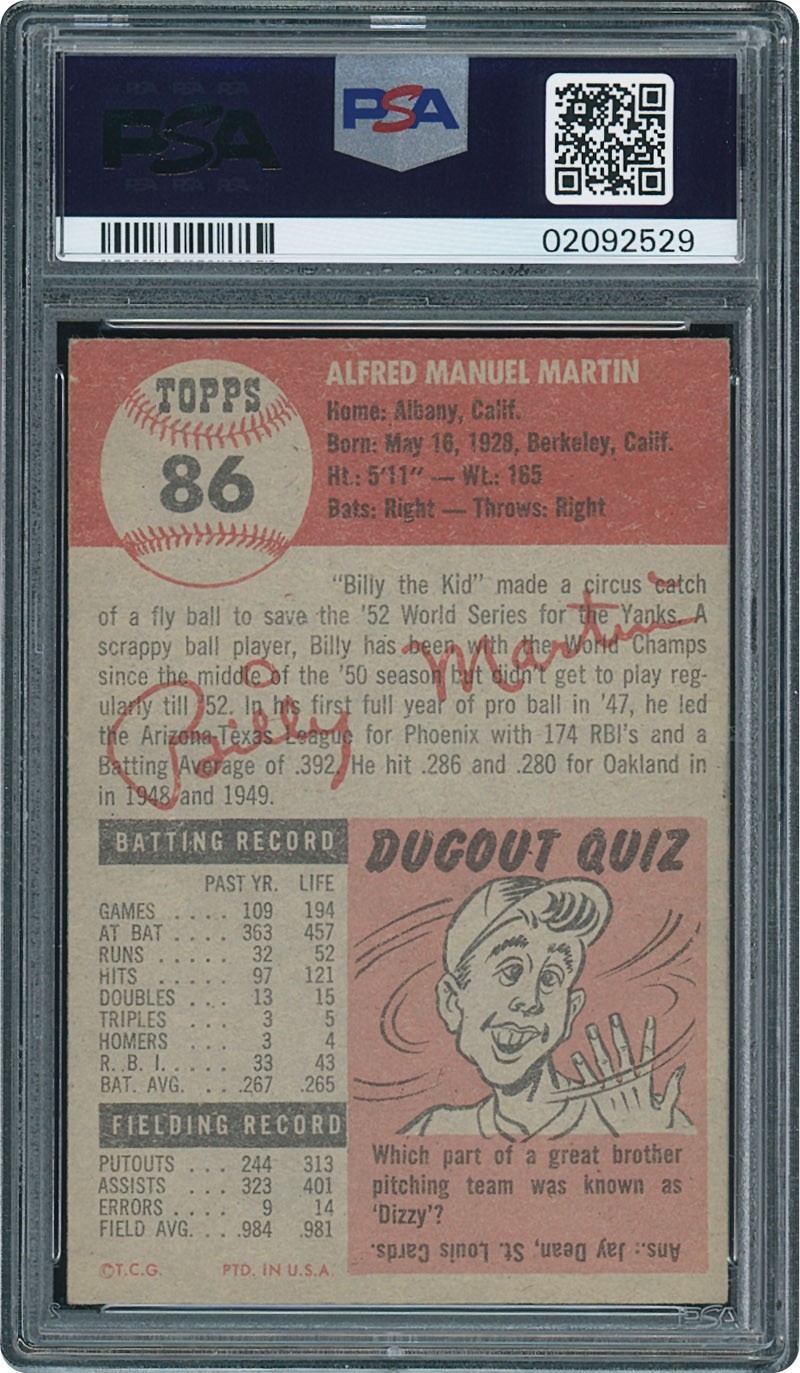 PSA PSA PSA
PSA
PSA PSA PSA
PSA
02092529
TOPPS
86
ALFRED MANUEL MARTIN
Home: Albany, Calif.
Born: May 16, 1928, Berkeley, Calif.
Ht.: 5'11" — Wt.: 165
Bats: Right — Throws: Right
"Billy the Kid" made a circus catch
of a fly ball to save the '52 World Series for the Yanks. A
scrappy ball player, Billy has been with the World Champs
since the middle of the '50 season but didn't get to play reg-
ularly till '52. In his first full year of pro ball in '47, he led
the Arizona-Texas League for Phoenix with 174 RBI's and a
Batting Average of .392. He hit .286 and .280 for Oakland in
in 1948 and 1949.
Billy Martin
BATTING RECORD
PAST YR. LIFE
GAMES .... 109 194
AT BAT .... 363 457
RUNS ..... 32 52
HITS ..... 97 121
DOUBLES ... 13 15
TRIPLES ... 3 5
HOMERS ... 3 4
R. B. I. .... 33 43
BAT. AVG. ... .267 .265
FIELDING RECORD
PUTOUTS ... 244 313
ASSISTS ... 323 401
ERRORS .... 9 14
FIELD AVG. ... .984 .981
©T.C.G. PTD. IN U.S.A.
DUGOUT QUIZ
Which part of a great brother
pitching team was known as
'Dizzy'?
Ans.: Jay Dean, St. Louis Cards.
PSA